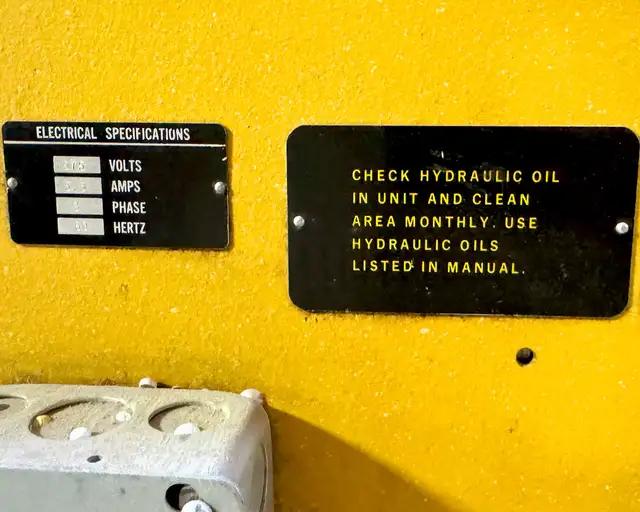 ELECTRICAL SPECIFICATIONS
VOLTS
AMPS
PHASE
HERTZ
CHECK HYDRAULIC OIL
IN UNIT AND CLEAN
AREA MONTHLY. USE
HYDRAULIC OILS
LISTED IN MANUAL.